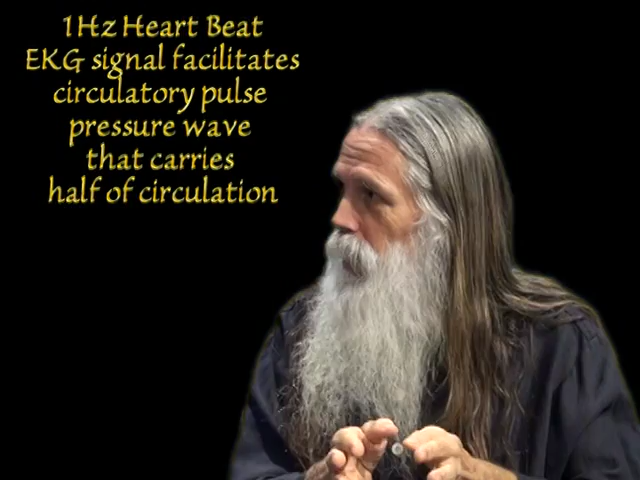 1Hz Heart Beat
EKG signal facilitates
circulatory pulse
pressure wave
that carries
half of circulation